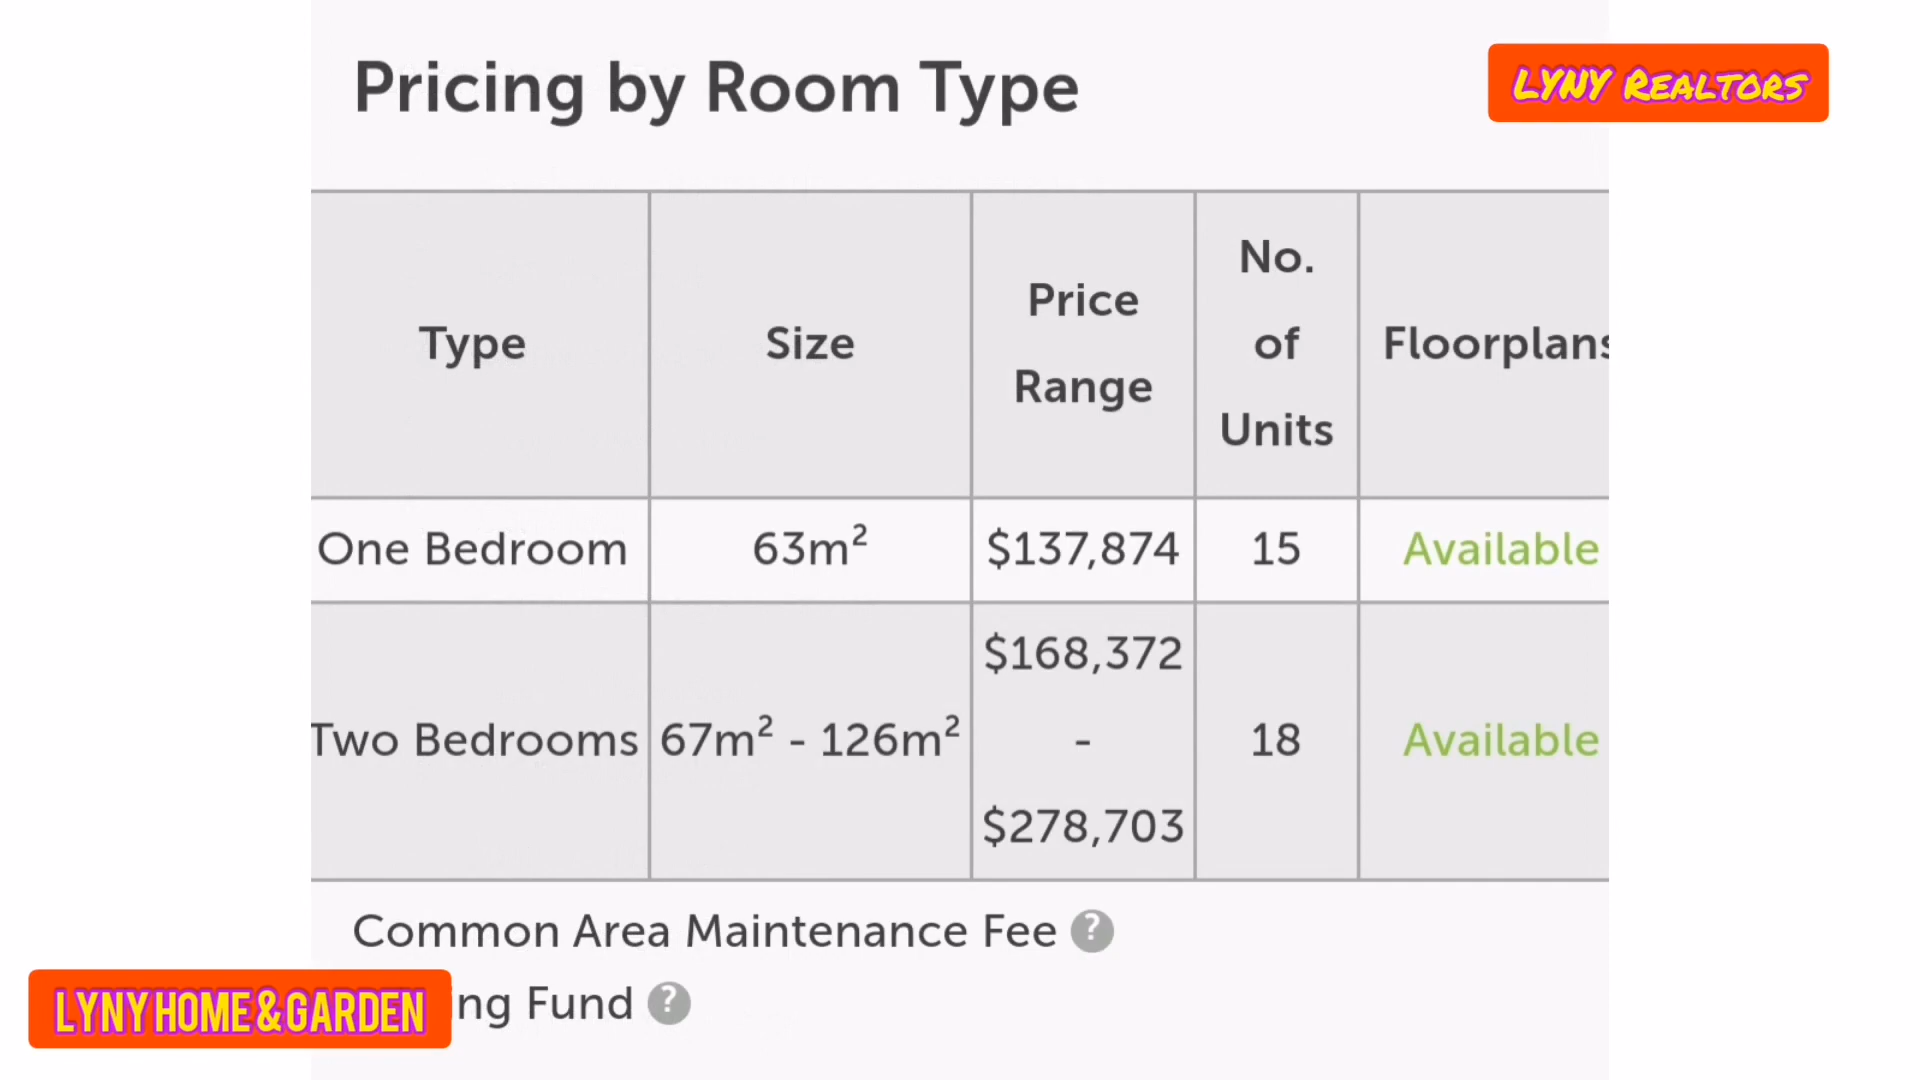 Pricing by Room Type
LYNY REALTORS
Type
Size
Price
Range
No.
of
Units
Floorplans
One Bedroom
63m²
$137,874
15
Available
Two Bedrooms
67m² - 126m²
$168,372
-
$278,703
18
Available
Common Area Maintenance Fee ?
LYNY HOME & GARDEN
ng Fund ?